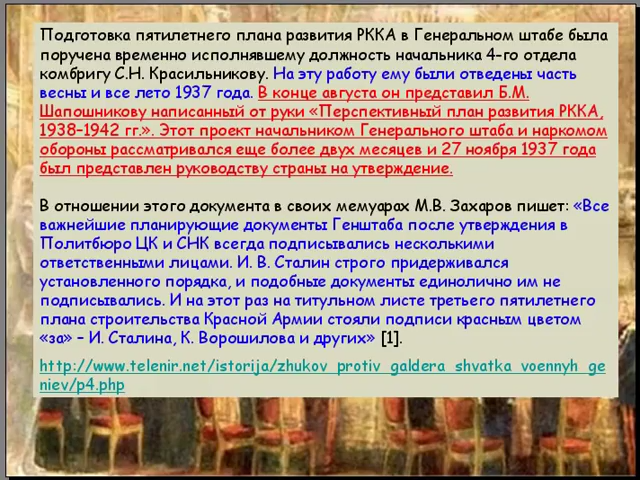 Подготовка пятилетнего плана развития РККА в Генеральном штабе была
поручена временно исполнявшему должность начальника 4-го отдела
комбригу С.Н. Красильникову. На эту работу ему были отведены часть
весны и все лето 1937 года. В конце августа он представил Б.М.
Шапошникову написанный от руки «Перспективный план развития РККА,
1938–1942 гг.». Этот проект начальником Генерального штаба и наркомом
обороны рассматривался еще более двух месяцев и 27 ноября 1937 года
был представлен руководству страны на утверждение.
В отношении этого документа в своих мемуарах М.В. Захаров пишет: «Все
важнейшие планирующие документы Генштаба после утверждения в
Политбюро ЦК и СНК всегда подписывались несколькими
ответственными лицами. И. В. Сталин строго придерживался
установленного порядка, и подобные документы единолично им не
подписывались. И на этот раз на титульном листе третьего пятилетнего
плана строительства Красной Армии стояли подписи красным цветом
«за» – И. Сталина, К. Ворошилова и других» [1].
http://www.telenir.net/istorija/zhukov_protiv_galdera_shvatka_voennyh_ge
niev/p4.php